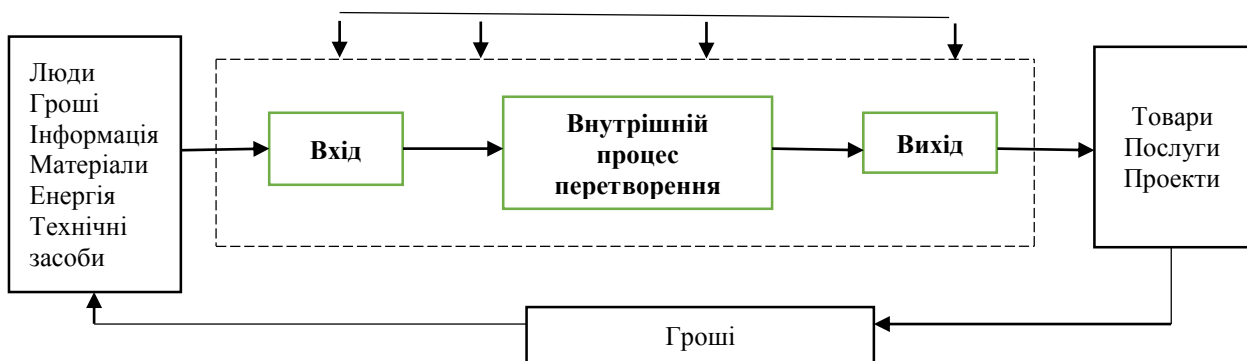 Люди
Гроші
Інформація
Матеріали
Енергія
Технічні
засоби
Вхід
Внутрішній
процес
перетворення
Вихід
Товари
Послуги
Проекти
Гроші